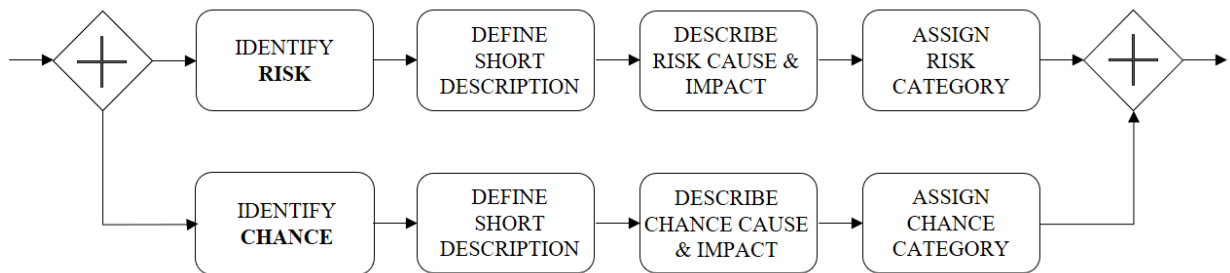 IDENTIFY
RISK
DEFINE
SHORT
DESCRIPTION
DESCRIBE
RISK CAUSE &
IMPACT
ASSIGN
RISK
CATEGORY
IDENTIFY
CHANCE
DEFINE
SHORT
DESCRIPTION
DESCRIBE
CHANCE CAUSE
& IMPACT
ASSIGN
CHANCE
CATEGORY